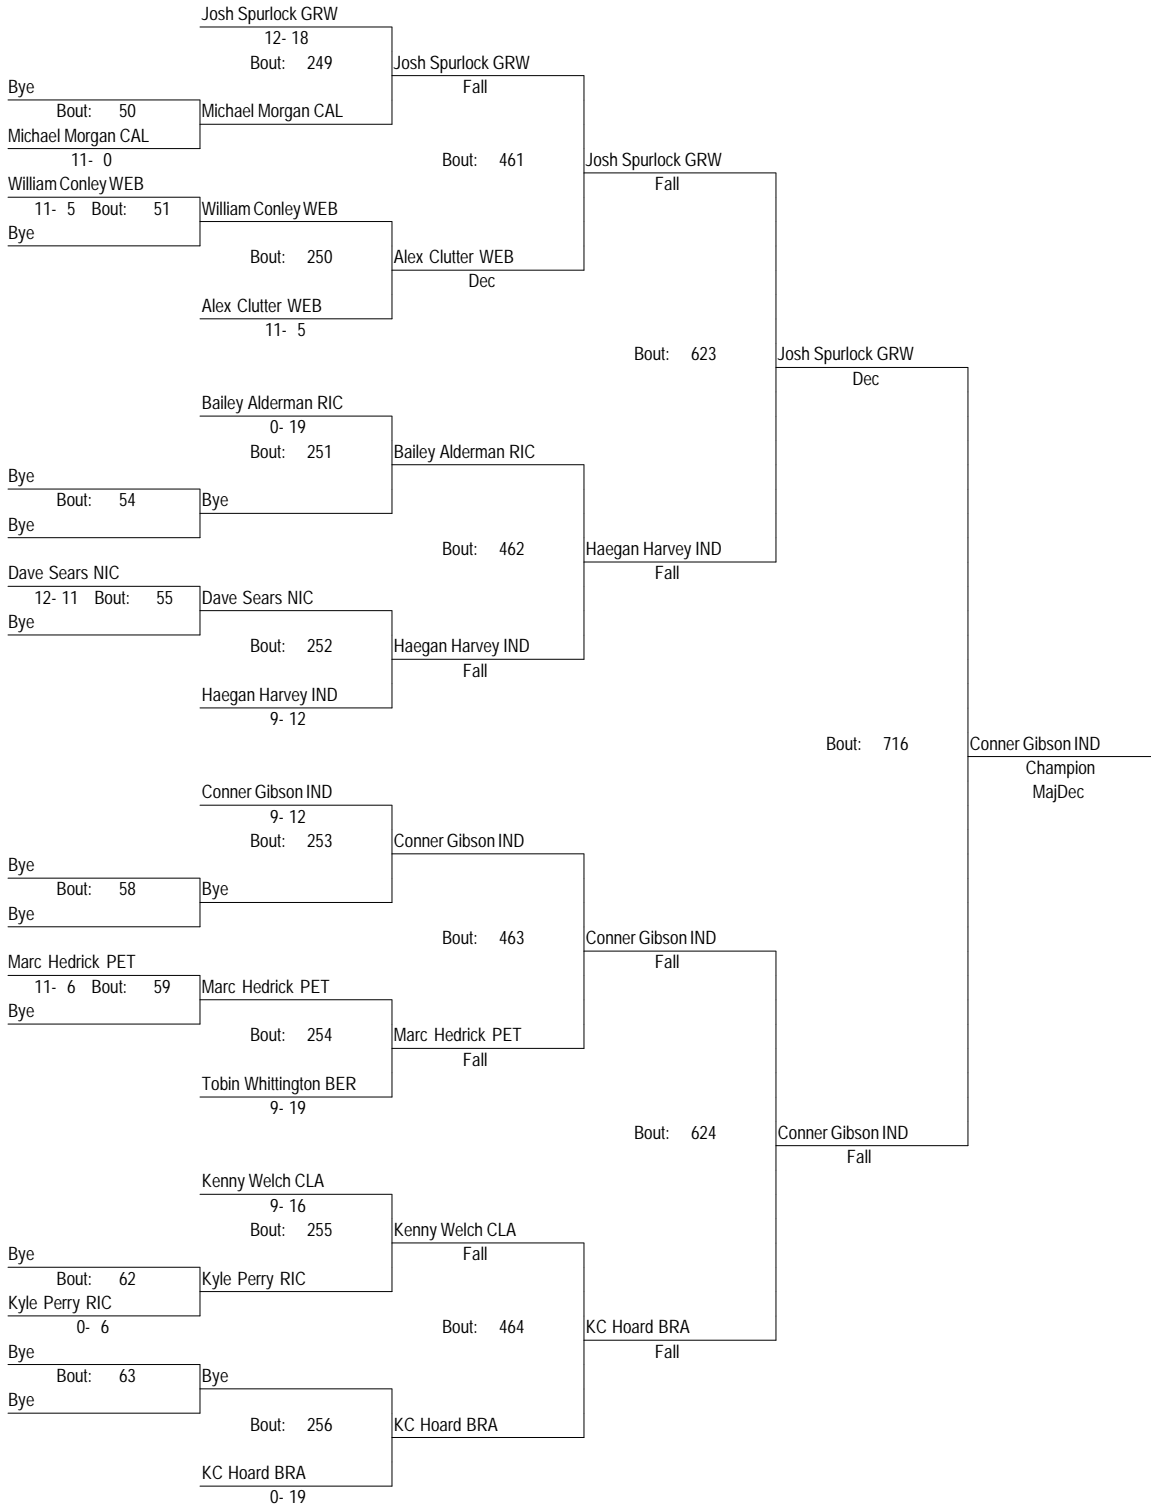 Josh Spurlock GRW
12- 18
Bout: 249 Josh Spurlock GRW
Bye Fall
Bout: 50 Michael Morgan CAL
Michael Morgan CAL
11- 0 Bout: 461 Josh Spurlock GRW
William Conley WEB Fall
11- 5 Bout: 51 William Conley WEB
Bye
Bout: 250 Alex Clutter WEB
Dec
Alex Clutter WEB
11- 5
Bout: 623 Josh Spurlock GRW
Dec
Bailey Alderman RIC
0- 19
Bout: 251 Bailey Alderman RIC
Bye
Bout: 54 Bye
Bye
Bout: 462 Haegan Harvey IND
Dave Sears NIC Fall
12- 11 Bout: 55 Dave Sears NIC
Bye
Bout: 252 Haegan Harvey IND
Fall
Haegan Harvey IND
9- 12
Bout: 716 Conner Gibson IND
Champion
Conner Gibson IND MajDec
9- 12
Bout: 253 Conner Gibson IND
Bye
Bout: 58 Bye
Bye
Bout: 463 Conner Gibson IND
Marc Hedrick PET Fall
11- 6 Bout: 59 Marc Hedrick PET
Bye
Bout: 254 Marc Hedrick PET
Fall
Tobin Whittington BER
9- 19
Bout: 624 Conner Gibson IND
Fall
Kenny Welch CLA
9- 16
Bout: 255 Kenny Welch CLA
Bye Fall
Bout: 62 Kyle Perry RIC
Kyle Perry RIC
0- 6 Bout: 464 KC Hoard BRA
Bye Fall
Bout: 63 Bye
Bye
Bout: 256 KC Hoard BRA
KC Hoard BRA
0- 19